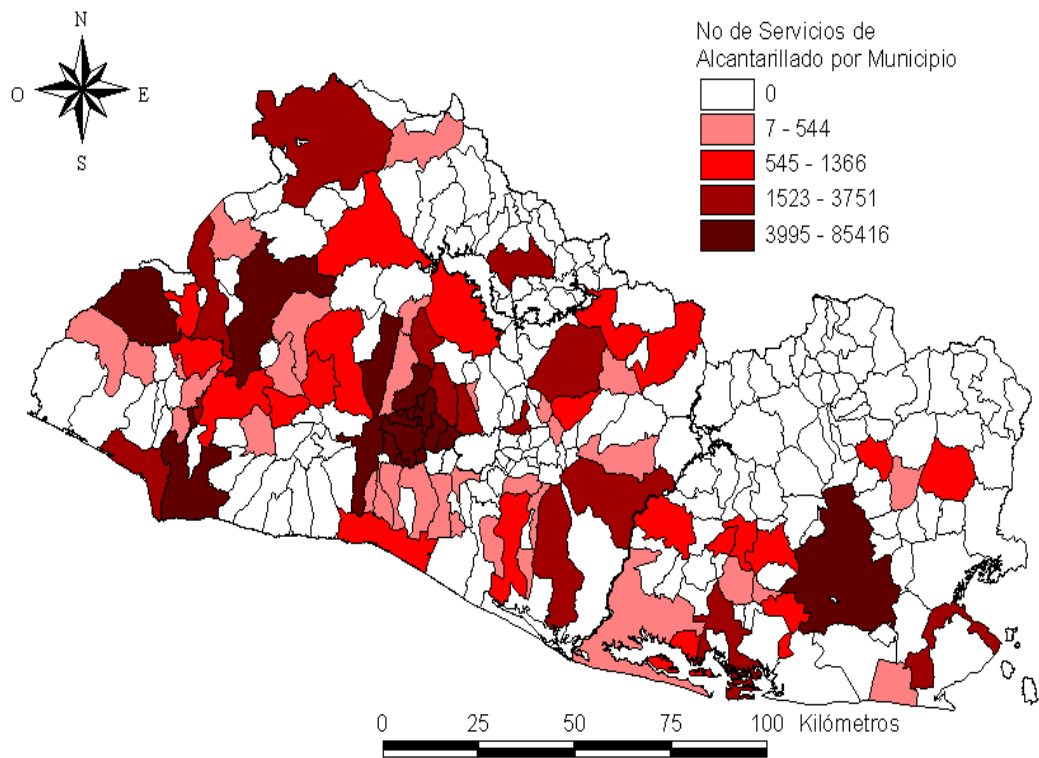 N
O
E
S
No de Servicios de
Alcantarillado por Municipio
0
7 - 544
545 - 1366
1523 - 3751
3995 - 85416
0 25 50 75 100 Kilómetros